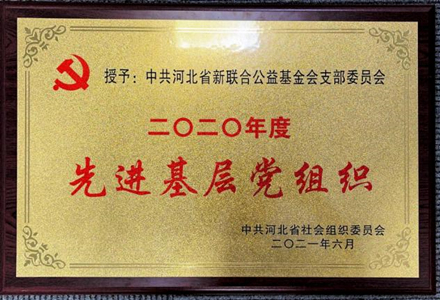 授予：中共河北省新联合公益基金会支部委员会
二〇二〇年度
先进基层党组织
中共河北省社会组织委员会
二〇二一年六月